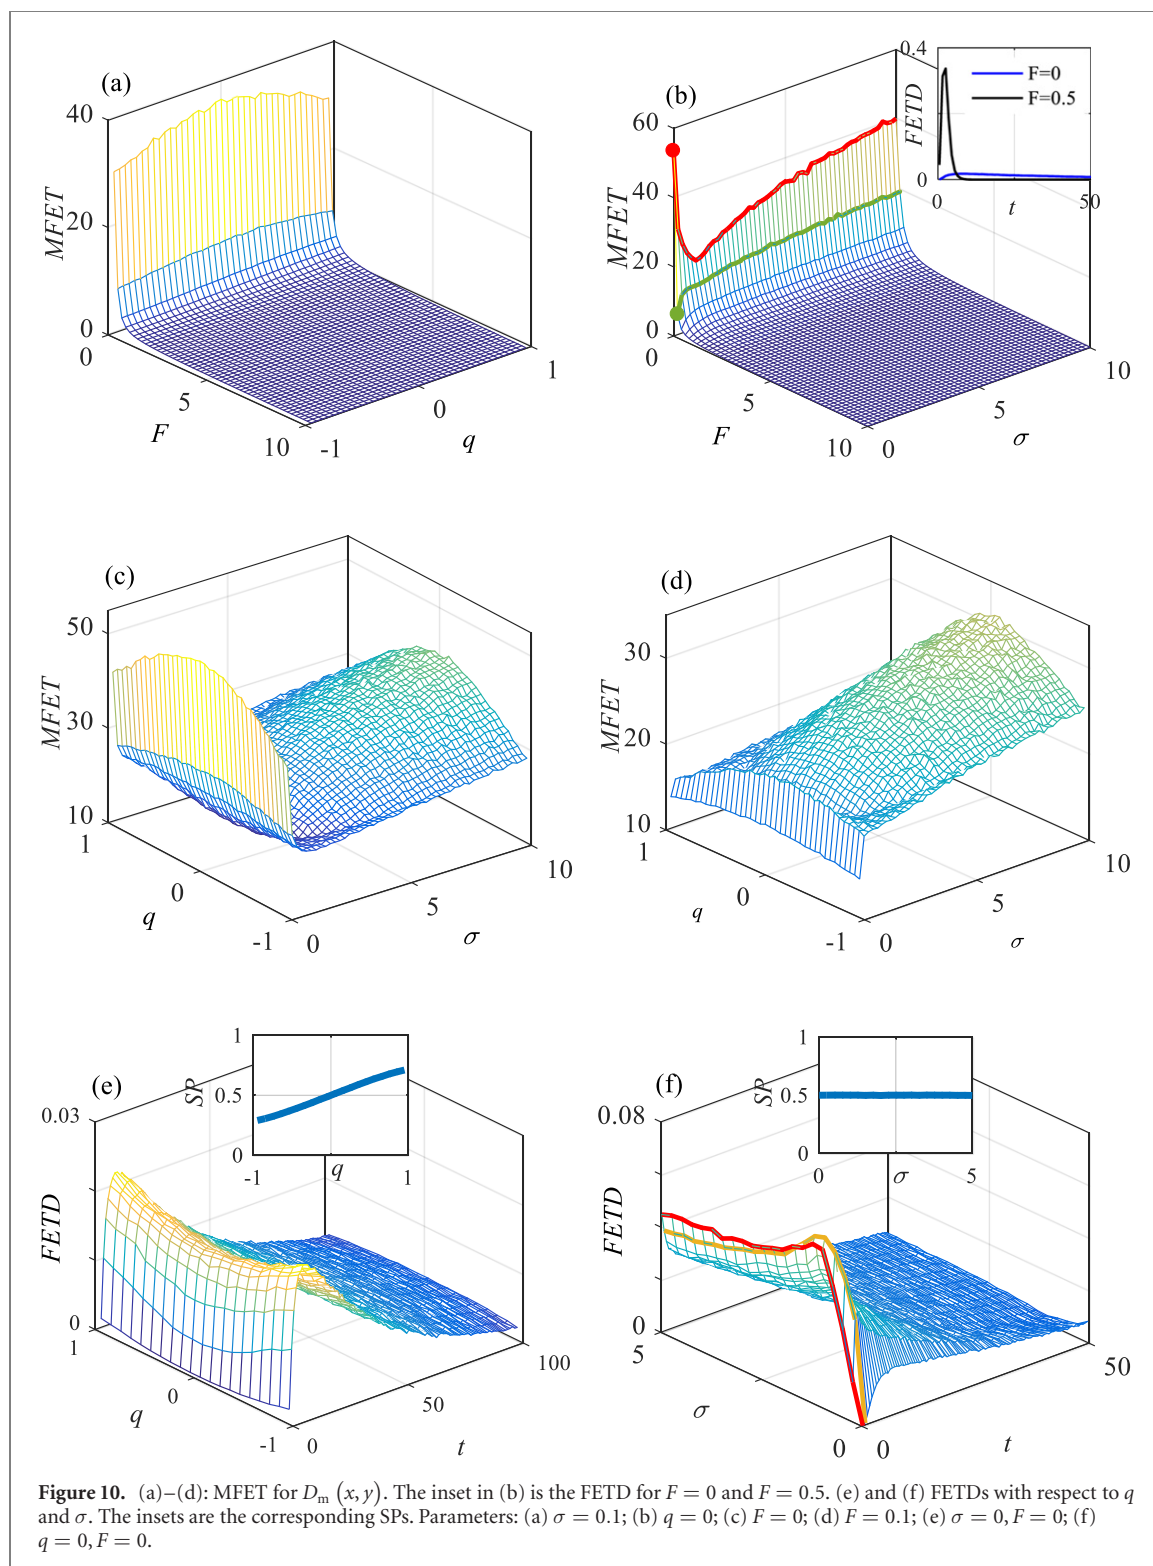 (a)
40
20
0
MFET
0
5
10
F
-1
0
1
q
(b)
60
40
20
0
MFET
0
5
10
F
0
5
10
σ
0.4
0
FETD
0
50
t
F=0
F=0.5
(c)
50
30
10
MFET
1
0
-1
q
0
5
10
σ
(d)
30
20
10
MFET
1
0
-1
q
0
5
10
σ
(e)
0.03
0
FETD
1
0
-1
q
0
50
100
t
1
0.5
0
SP
-1
q
1
(f)
0.08
0
FETD
5
0
σ
0
50
t
1
0.5
0
SP
0
σ
5
Figure 10. (a)–(d): MFET for Dm (x, y). The inset in (b) is the FETD for F = 0 and F = 0.5. (e) and (f) FETDs with respect to q
and σ. The insets are the corresponding SPs. Parameters: (a) σ = 0.1; (b) q = 0; (c) F = 0; (d) F = 0.1; (e) σ = 0, F = 0; (f)
q = 0, F = 0.